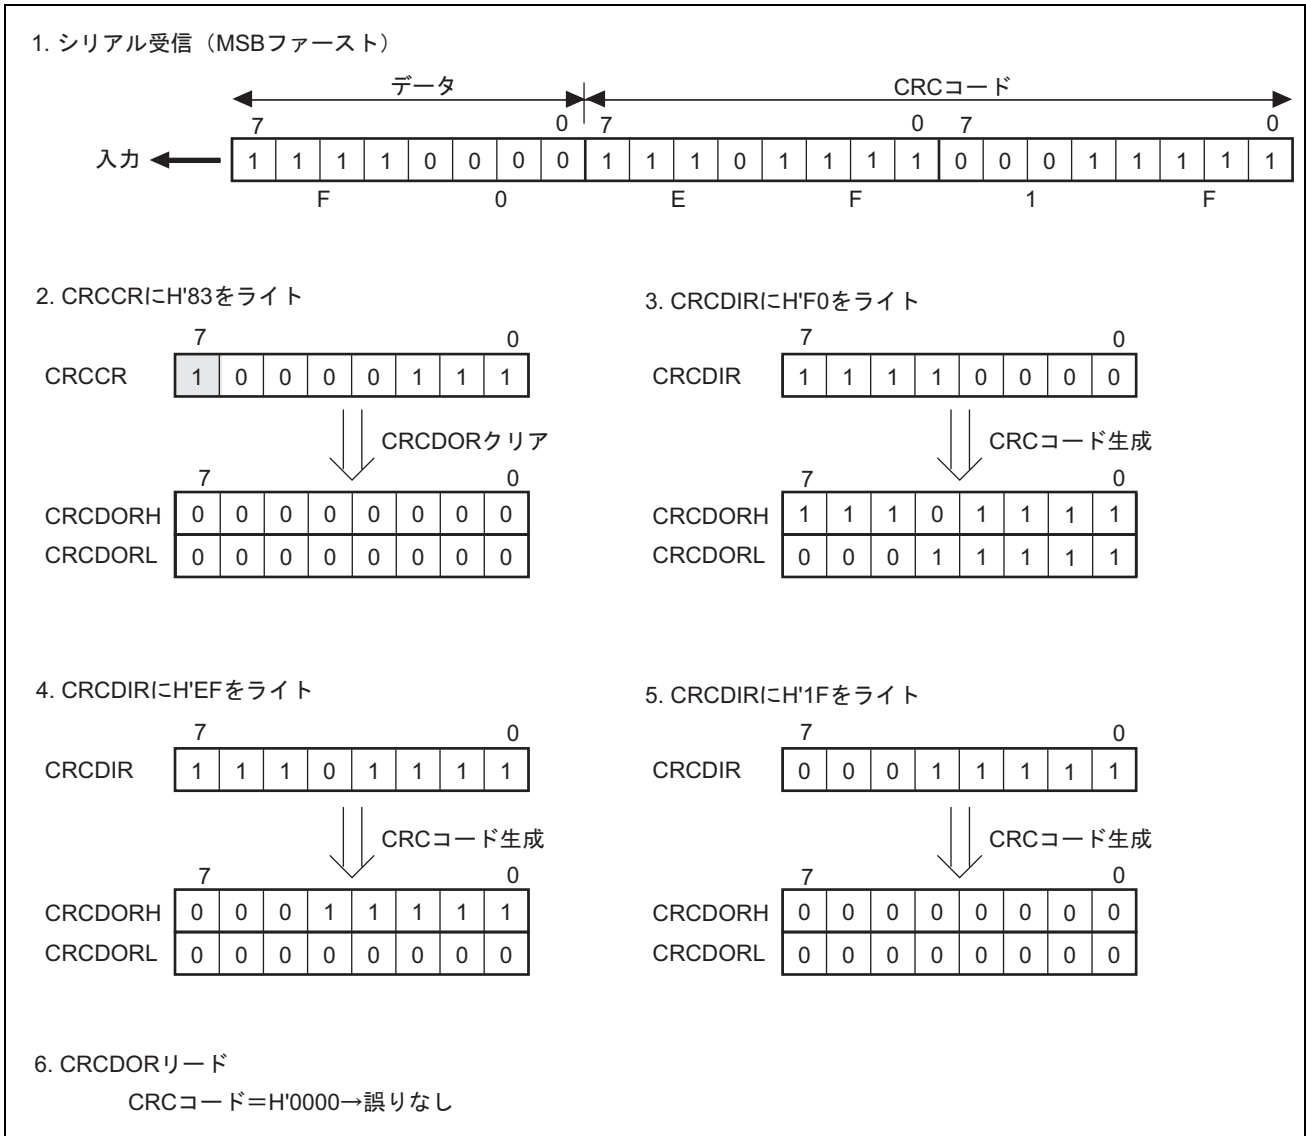 1. シリアル受信（MSBファースト）
データ CRCコード
7 0 7 0 7 0
入力 1 1 1 1 0 0 0 0 1 1 1 0 1 1 1 1 0 0 0 1 1 1 1 1
F 0 E F 1 F
2. CRCCRにH'83をライト
7 0
CRCCR 1 0 0 0 0 1 1 1
CRCDORクリア
7 0
CRCDORH 0 0 0 0 0 0 0 0
CRCDORL 0 0 0 0 0 0 0 0
3. CRCDIRにH'F0をライト
7 0
CRCDIR 1 1 1 1 0 0 0 0
CRCコード生成
7 0
CRCDORH 1 1 1 0 1 1 1 1
CRCDORL 0 0 0 1 1 1 1 1
4. CRCDIRにH'EFをライト
7 0
CRCDIR 1 1 1 0 1 1 1 1
CRCコード生成
7 0
CRCDORH 0 0 0 1 1 1 1 1
CRCDORL 0 0 0 0 0 0 0 0
5. CRCDIRにH'1Fをライト
7 0
CRCDIR 0 0 0 1 1 1 1 1
CRCコード生成
7 0
CRCDORH 0 0 0 0 0 0 0 0
CRCDORL 0 0 0 0 0 0 0 0
6. CRCDORリード
CRCコード＝H'0000→誤りなし